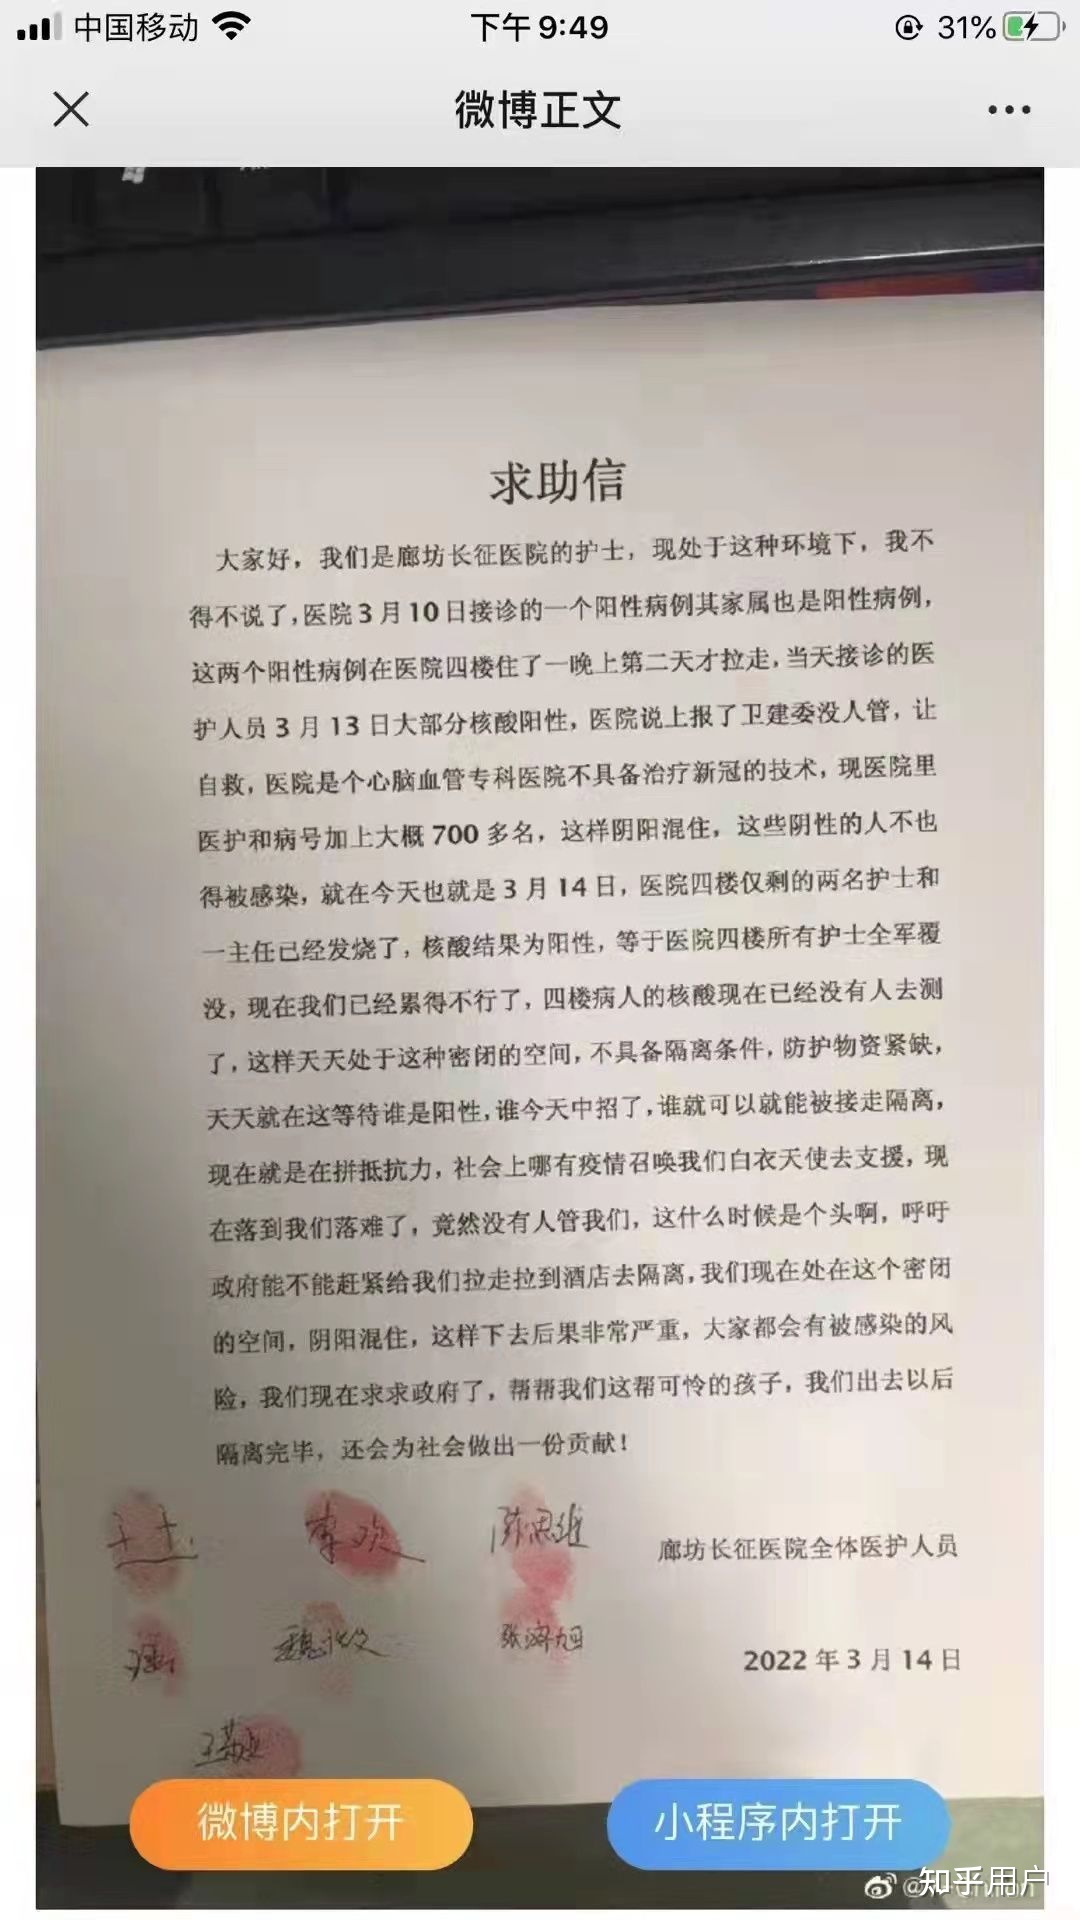 中国移动 下午 9:49 31%
微博正文
求助信
大家好，我们是廊坊长征医院的护士，现处于这种环境下，我不
得不说了，医院 3 月 10 日接诊的一个阳性病例其家属也是阳性病例，
这两个阳性病例在医院四楼住了一晚上第二天才拉走，当天接诊的医
护人员 3 月 13 日大部分核酸阳性，医院说上报了卫建委没人管，让
自救，医院是个心脑血管专科医院不具备治疗新冠的技术，现医院里
医护和病号加上大概 700 多名，这样阴阳混住，这些阴性的人不也
得被感染，就在今天也就是 3 月 14 日，医院四楼仅剩的两名护士和
一主任已经发烧了，核酸结果为阳性，等于医院四楼所有护士全军覆
没，现在我们已经累得不行了，四楼病人的核酸现在已经没有人去测
了，这样天天处于这种密闭的空间，不具备隔离条件，防护物资紧缺，
天天就在这等待谁是阳性，谁今天中招了，谁就可以就能被接走隔离，
现在就是在拼抵抗力，社会上哪有疫情召唤我们白衣天使去支援，现
在落到我们落难了，竟然没有人管我们，这什么时候是个头啊，呼吁
政府能不能赶紧给我们拉走拉到酒店去隔离，我们现在处在这个密闭
的空间，阴阳混住，这样下去后果非常严重，大家都会有被感染的风
险，我们现在求求政府了，帮帮我们这帮可怜的孩子，我们出去以后
隔离完毕，还会为社会做出一份贡献！
李欢 陈思维
廊坊长征医院全体医护人员
2022 年 3 月 14 日
微博内打开 小程序内打开
知乎用户